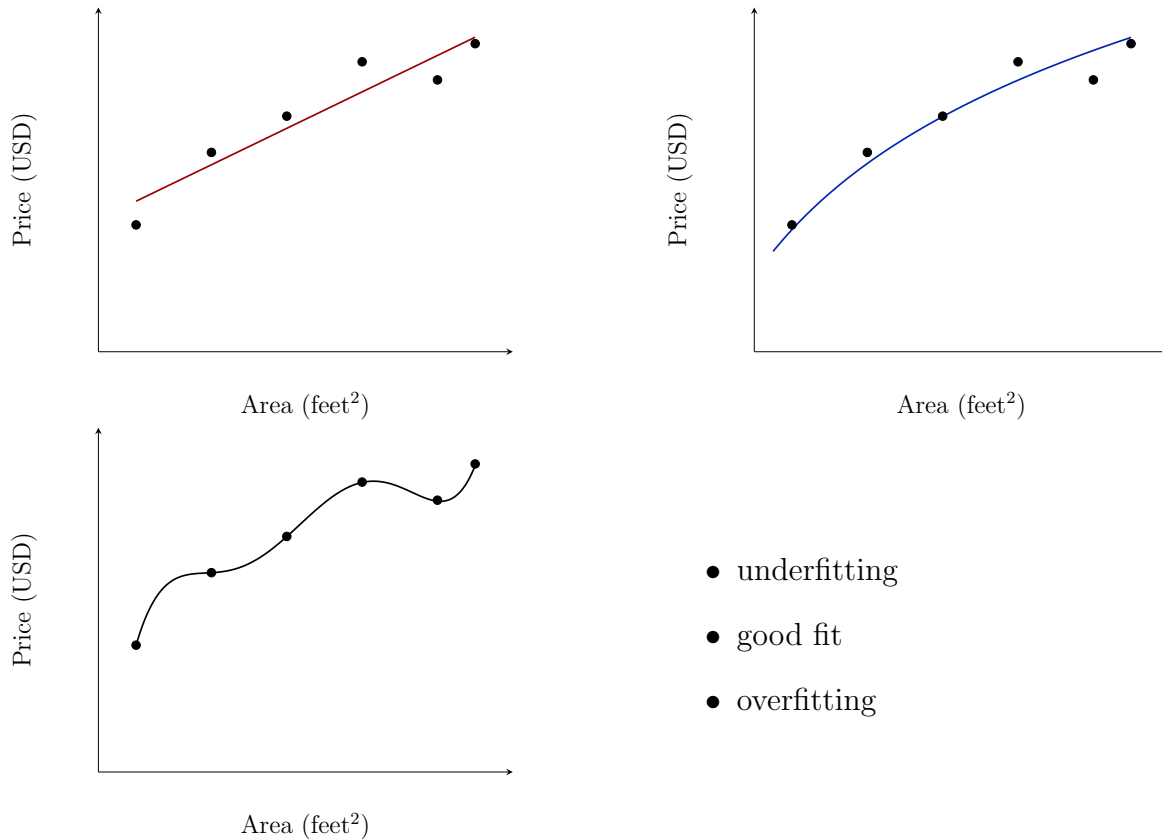 Price (USD)
Area (feet²)
Price (USD)
Area (feet²)
Price (USD)
Area (feet²)
• underfitting
• good fit
• overfitting